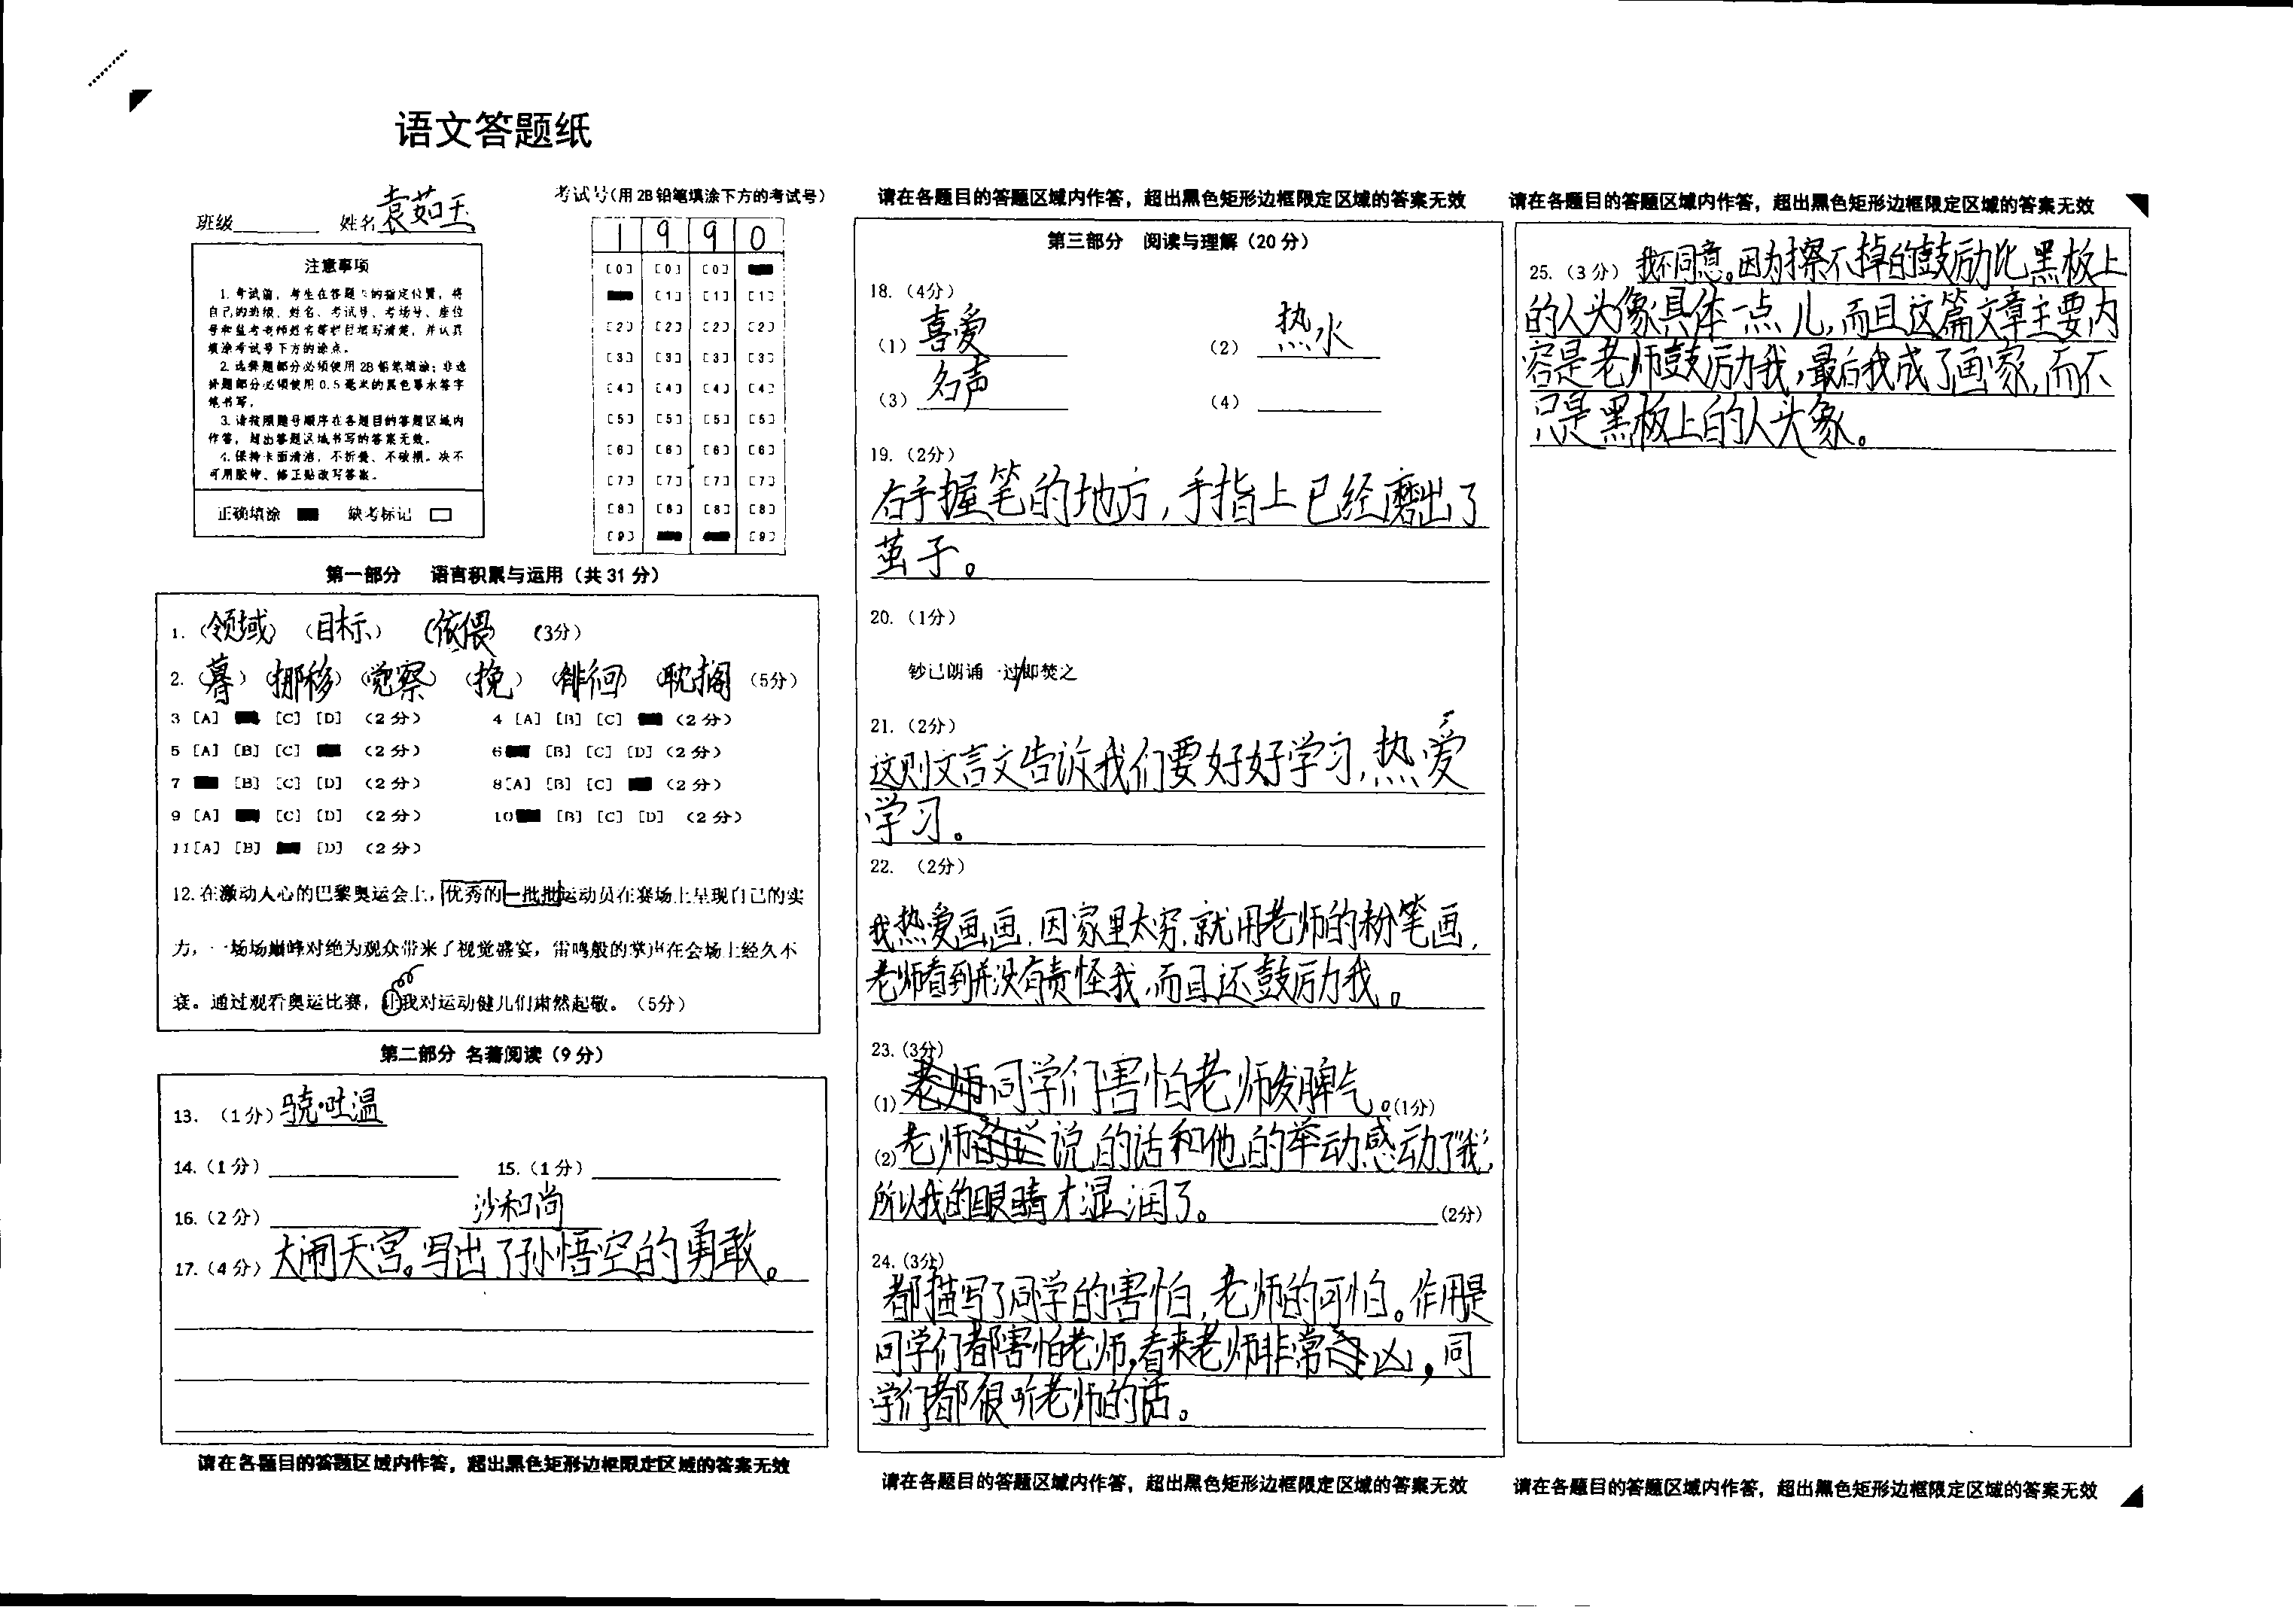 语文答题纸
班级 姓名 袁茹玉
考试号(用 2B 铅笔填涂下方的考试号)
1 9 9 0
[0] [0] [0]
[1] [1] [1]
[2] [2] [2] [2]
[3] [3] [3] [3]
[4] [4] [4] [4]
[5] [5] [5] [5]
[6] [6] [6] [6]
[7] [7] [7] [7]
[8] [8] [8] [8]
[9] [9]
注意事项
1. 考试前，考生在答题纸的指定位置，将
自己的班级、姓名、考试号、考场号、座位
号和监考老师姓名等栏目填写清楚，并认真
填涂考试号下方的涂点。
2. 选择题部分必须使用 2B 铅笔填涂；非选
择题部分必须使用 0.5 毫米的黑色墨水签字
笔书写。
3. 请按照题号顺序在各题目的答题区域内
作答，超出答题区域书写的答案无效。
4. 保持卡面清洁，不折叠、不破损。决不
可用胶带、修正贴改写答案。
正确填涂 缺考标记
第一部分 语言积累与运用（共 31 分）
1. （领域）（目标）（依偎）（3分）
2. （暮）（挪移）（觉察）（挽）（徘徊）（耽搁）（5分）
3 [A] [C] [D] （2 分） 4 [A] [B] [C] （2 分）
5 [A] [B] [C] （2 分） 6 [B] [C] [D] （2 分）
7 [B] [C] [D] （2 分） 8 [A] [B] [C] （2 分）
9 [A] [C] [D] （2 分） 10 [B] [C] [D] （2 分）
11 [A] [B] [D] （2 分）
12. 在激动人心的巴黎奥运会上，优秀的一批批运动员在赛场上呈现自己的实
力，一场场巅峰对绝为观众带来了视觉盛宴，雷鸣般的掌声在会场上经久不
衰。通过观看奥运比赛，让我对运动健儿们肃然起敬。（5分）
第二部分 名著阅读（9 分）
13. （1分）骁·吐温
14.（1 分） 15.（1 分）
16.（2 分） 沙和尚
17.（4 分）大闹天宫。写出了孙悟空的勇敢。
请在各题目的答题区域内作答，超出黑色矩形边框限定区域的答案无效
请在各题目的答题区域内作答，超出黑色矩形边框限定区域的答案无效
第三部分 阅读与理解（20 分）
18.（4分）
（1）喜爱 （2）热水
（3）名声 （4）
19.（2分）
右手握笔的地方，手指上已经磨出了
茧子。
20.（1分）
钞已朗诵一过/即焚之
21.（2分）
这则文言文告诉我们要好好学习，热爱
学习。
22. （2分）
我热爱画画，因家里太穷，就用老师的粉笔画，
老师看到并没有责怪我，而且还鼓励我。
23.（3分）
(1) 同学们害怕老师发脾气。（1分）
(2) 老师说的话和他的举动感动了“我”，
所以我的眼睛才湿润了。（2分）
24.（3分）
都描写了同学的害怕，老师的可怕。作用是
同学们都害怕老师，看来老师非常凶，同
学们都很听老师的话。
请在各题目的答题区域内作答，超出黑色矩形边框限定区域的答案无效
请在各题目的答题区域内作答，超出黑色矩形边框限定区域的答案无效
25.（3 分）我不同意。因为擦不掉的鼓励比黑板上
的人头像具体一点儿，而且这篇文章主要内
容是老师鼓励我，最后我成了画家，而不
只是黑板上的人头象。
请在各题目的答题区域内作答，超出黑色矩形边框限定区域的答案无效